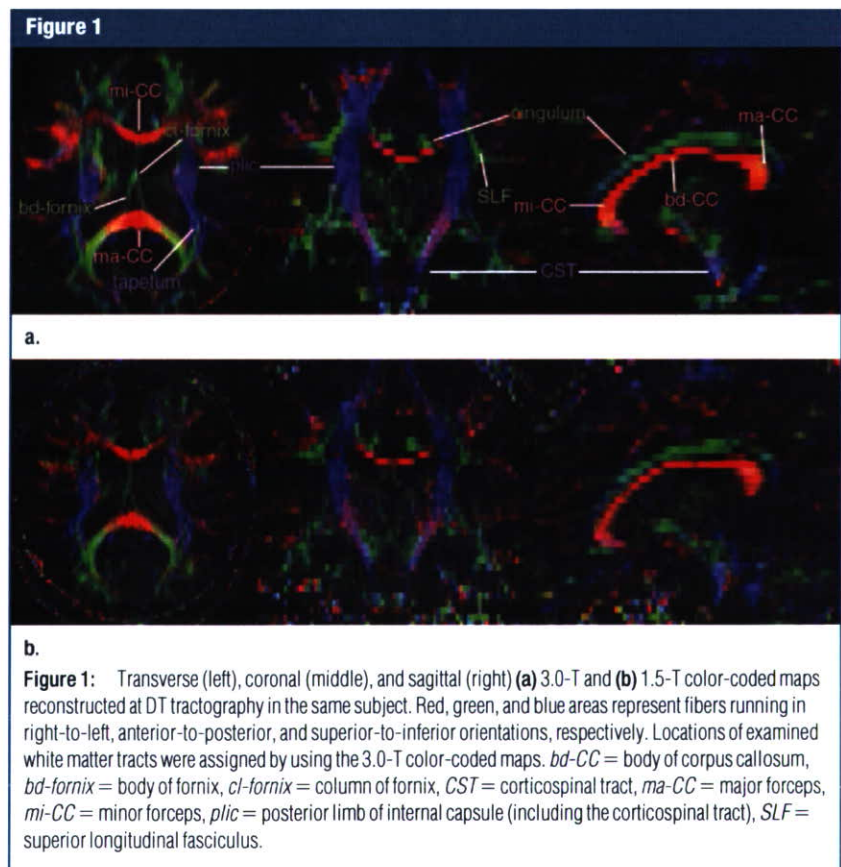 Figure 1
mi-CC
cl-fornix
plic
bd-fornix
ma-CC
tapetum
cingulum
SLF
mi-CC
bd-CC
ma-CC
CST
a.
b.
Figure 1: Transverse (left), coronal (middle), and sagittal (right) (a) 3.0-T and (b) 1.5-T color-coded maps
reconstructed at DT tractography in the same subject. Red, green, and blue areas represent fibers running in
right-to-left, anterior-to-posterior, and superior-to-inferior orientations, respectively. Locations of examined
white matter tracts were assigned by using the 3.0-T color-coded maps. bd-CC = body of corpus callosum,
bd-fornix = body of fornix, cl-fornix = column of fornix, CST = corticospinal tract, ma-CC = major forceps,
mi-CC = minor forceps, plic = posterior limb of internal capsule (including the corticospinal tract), SLF =
superior longitudinal fasciculus.